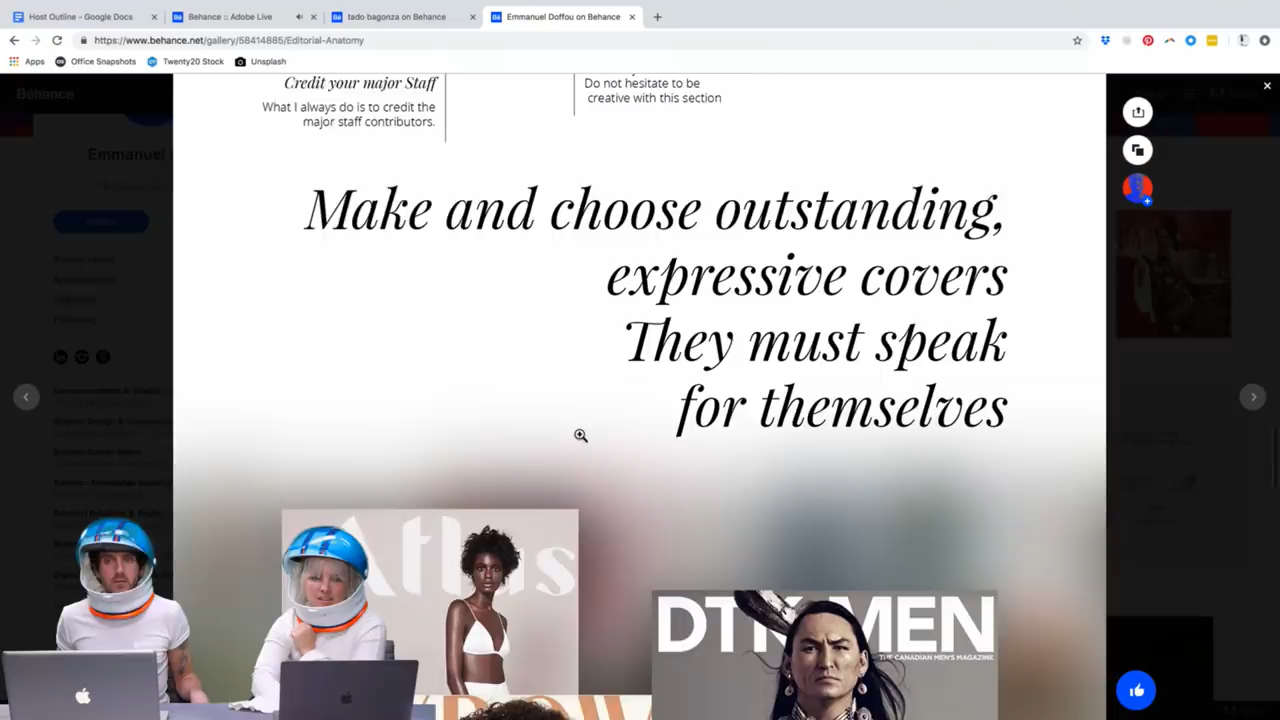 Host Outline - Google Docs
Behance :: Adobe Live
tado bagonza on Behance
Emmanuel Doffou on Behance
https://www.behance.net/gallery/58414885/Editorial-Anatomy
Apps
Office Snapshots
Twenty20 Stock
Unsplash
Behance
Emmanuel
Credit your major Staff
What I always do is to credit the
major staff contributors.
Do not hesitate to be
creative with this section
Make and choose outstanding,
expressive covers
They must speak
for themselves
Atlus
DTK MEN
THE CANADIAN MEN'S MAGAZINE